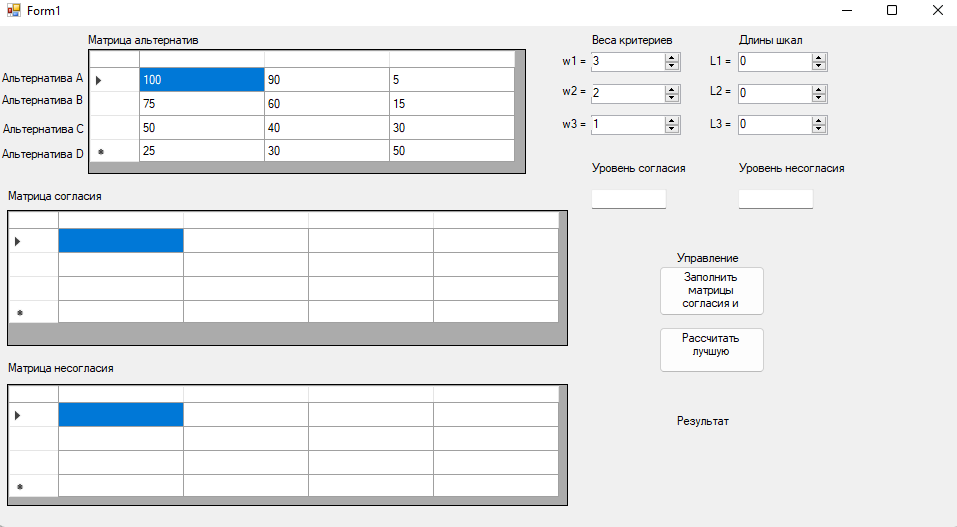 Form1
Матрица альтернатив
Веса критериев
Длины шкал
Альтернатива A
100 90 5
w1 = 3
L1 = 0
Альтернатива B
75 60 15
w2 = 2
L2 = 0
Альтернатива C
50 40 30
w3 = 1
L3 = 0
Альтернатива D
25 30 50
Уровень согласия
Уровень несогласия
Матрица согласия
Управление
Заполнить
матрицы
согласия и
Рассчитать
лучшую
Матрица несогласия
Результат